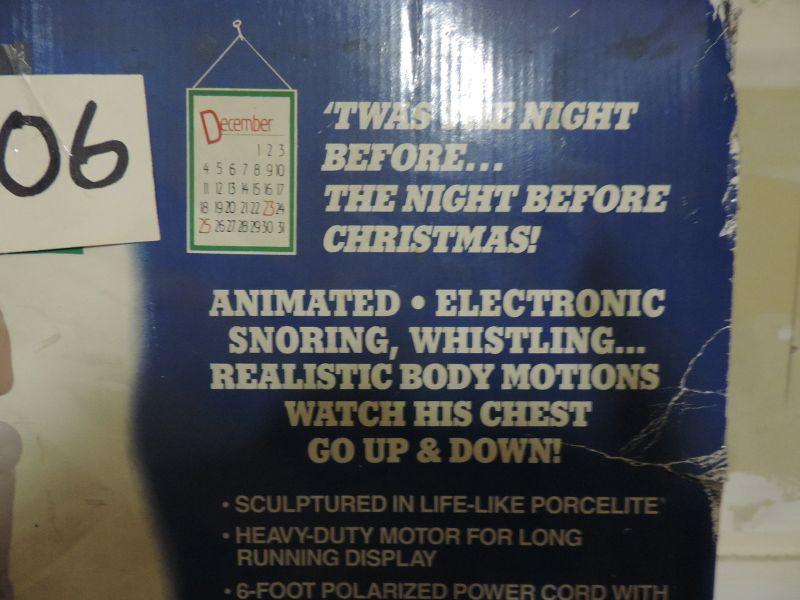 06
December
1 2 3
4 5 6 7 8 9 10
11 12 13 14 15 16 17
18 19 20 21 22 23 24
25 26 27 28 29 30 31
‘TWAS THE NIGHT
BEFORE...
THE NIGHT BEFORE
CHRISTMAS!
ANIMATED • ELECTRONIC
SNORING, WHISTLING...
REALISTIC BODY MOTIONS
WATCH HIS CHEST
GO UP & DOWN!
• SCULPTURED IN LIFE-LIKE PORCELITE®
• HEAVY-DUTY MOTOR FOR LONG
RUNNING DISPLAY
• 6-FOOT POLARIZED POWER CORD WITH